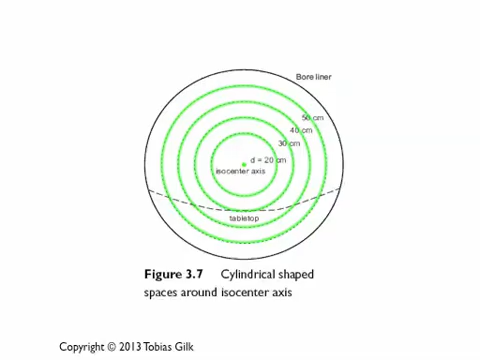 Bore liner
50 cm
40 cm
30 cm
d = 20 cm
isocenter axis
tabletop
Figure 3.7 Cylindrical shaped
spaces around isocenter axis
Copyright © 2013 Tobias Gilk